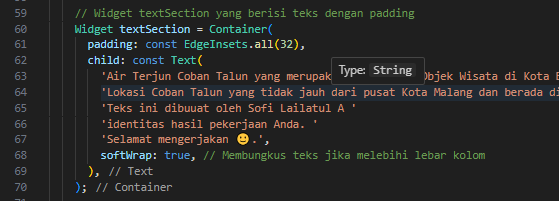 59 // Widget textSection yang berisi teks dengan padding
60 Widget textSection = Container(
61 padding: const EdgeInsets.all(32),
62 child: const Text(
63 'Air Terjun Coban Talun yang Objek Wisata di Kota
64 'Lokasi Coban Talun yang tidak jauh dari pusat Kota Malang dan berada
65 'Teks ini dibuuat oleh Sofi Lailatul A '
66 'identitas hasil pekerjaan Anda. '
67 'Selamat mengerjakan 🙂.',
68 softWrap: true, // Membungkus teks jika melebihi lebar kolom
69 ), // Text
70 ); // Container
Type: String